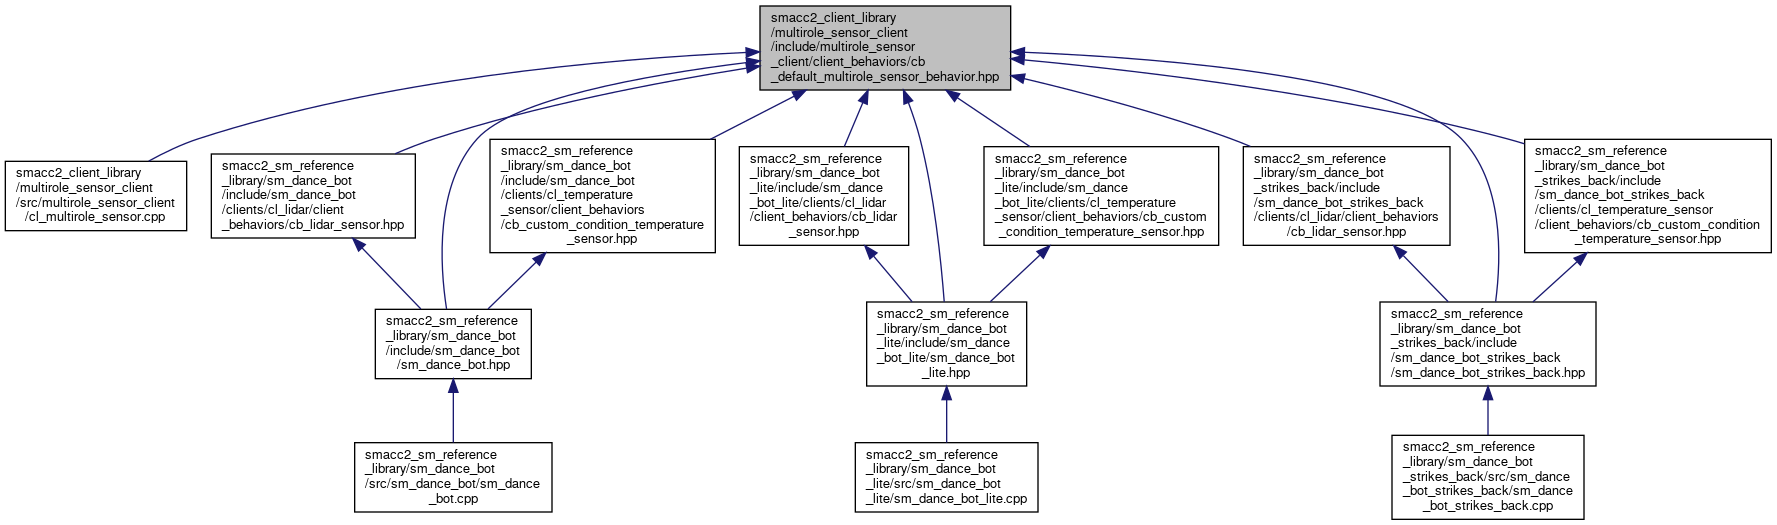 smacc2_client_library
/multirole_sensor_client
/include/multirole_sensor
_client/client_behaviors/cb
_default_multirole_sensor_behavior.hpp
smacc2_client_library
/multirole_sensor_client
/src/multirole_sensor_client
/cl_multirole_sensor.cpp
smacc2_sm_reference
_library/sm_dance_bot
/include/sm_dance_bot
/clients/cl_lidar/client
_behaviors/cb_lidar_sensor.hpp
smacc2_sm_reference
_library/sm_dance_bot
/include/sm_dance_bot
/clients/cl_temperature
_sensor/client_behaviors
/cb_custom_condition_temperature
_sensor.hpp
smacc2_sm_reference
_library/sm_dance_bot
_lite/include/sm_dance
_bot_lite/clients/cl_lidar
/client_behaviors/cb_lidar
_sensor.hpp
smacc2_sm_reference
_library/sm_dance_bot
_lite/include/sm_dance
_bot_lite/clients/cl_temperature
_sensor/client_behaviors/cb_custom
_condition_temperature_sensor.hpp
smacc2_sm_reference
_library/sm_dance_bot
_strikes_back/include
/sm_dance_bot_strikes_back
/clients/cl_lidar/client_behaviors
/cb_lidar_sensor.hpp
smacc2_sm_reference
_library/sm_dance_bot
_strikes_back/include
/sm_dance_bot_strikes_back
/clients/cl_temperature_sensor
/client_behaviors/cb_custom_condition
_temperature_sensor.hpp
smacc2_sm_reference
_library/sm_dance_bot
/include/sm_dance_bot
/sm_dance_bot.hpp
smacc2_sm_reference
_library/sm_dance_bot
_lite/include/sm_dance
_bot_lite/sm_dance_bot
_lite.hpp
smacc2_sm_reference
_library/sm_dance_bot
_strikes_back/include
/sm_dance_bot_strikes_back
/sm_dance_bot_strikes_back.hpp
smacc2_sm_reference
_library/sm_dance_bot
/src/sm_dance_bot/sm_dance
_bot.cpp
smacc2_sm_reference
_library/sm_dance_bot
_lite/src/sm_dance_bot
_lite/sm_dance_bot_lite.cpp
smacc2_sm_reference
_library/sm_dance_bot
_strikes_back/src/sm_dance
_bot_strikes_back/sm_dance
_bot_strikes_back.cpp